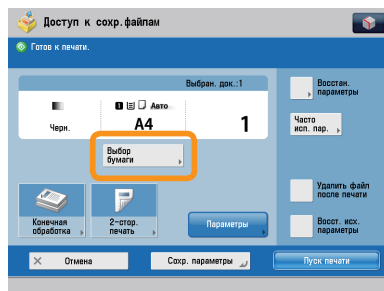 Доступ к сохр.файлам
Готов к печати.
Выбран. док.:1
Черн.
1 Авто
A4
1
Выбор
бумаги
Восстан.
параметры
Часто
исп. пар.
Удалить файл
после печати
Восст. исх.
параметры
Конечная
обработка
2-стор.
печать
Параметры
Отмена
Сохр. параметры
Пуск печати